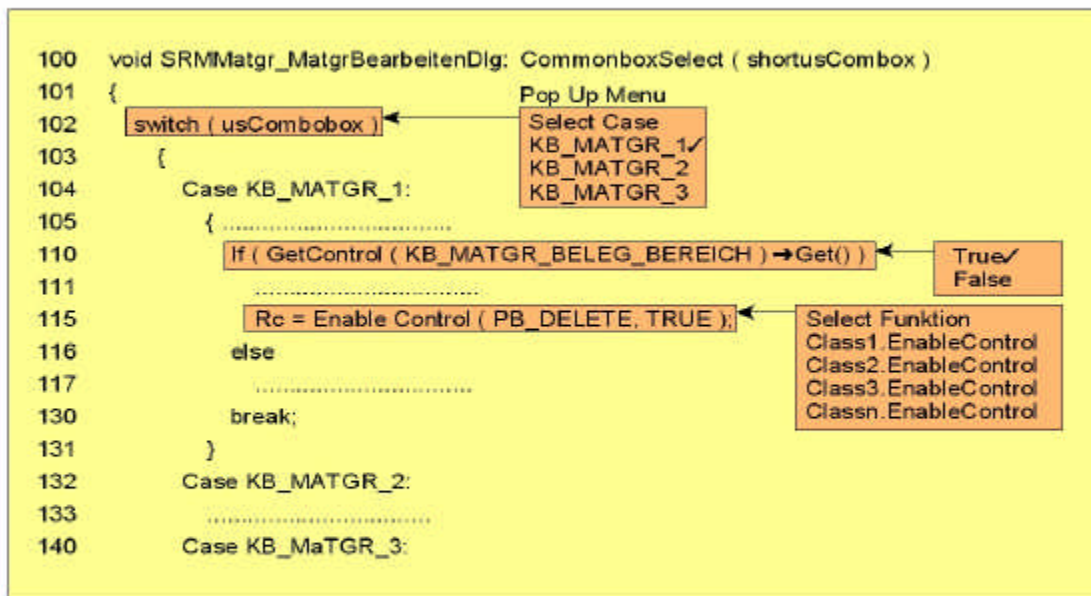 100 void SRMMatgr_MatgrBearbeitenDlg: CommonboxSelect ( shortusCombox )
101 {
Pop Up Menu
102 switch ( usCombobox )
Select Case
KB_MATGR_1✓
KB_MATGR_2
KB_MATGR_3
103 {
104 Case KB_MATGR_1:
105 { ..................................
110 If ( GetControl ( KB_MATGR_BELEG_BEREICH ) ➔Get() )
True✓
False
111 ..................................
115 Rc = Enable Control ( PB_DELETE, TRUE );
Select Funktion
Class1.EnableControl
Class2.EnableControl
Class3.EnableControl
Classn.EnableControl
116 else
117 ..................................
130 break;
131 }
132 Case KB_MATGR_2:
133 ..................................
140 Case KB_MaTGR_3: